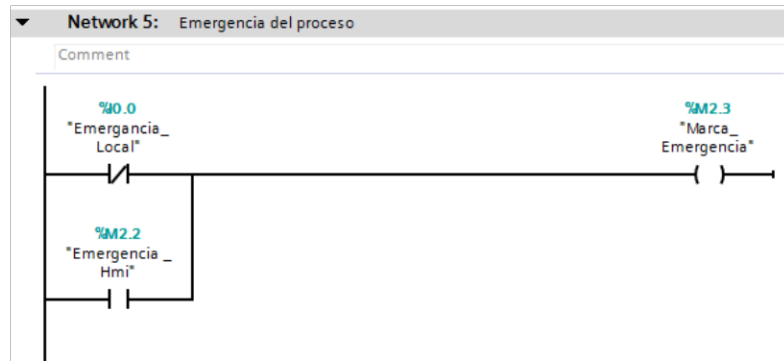 Network 5: Emergencia del proceso
Comment
%I0.0
"Emergancia_
Local"
%M2.3
"Marca_
Emergencia"
%M2.2
"Emergencia _
Hmi"